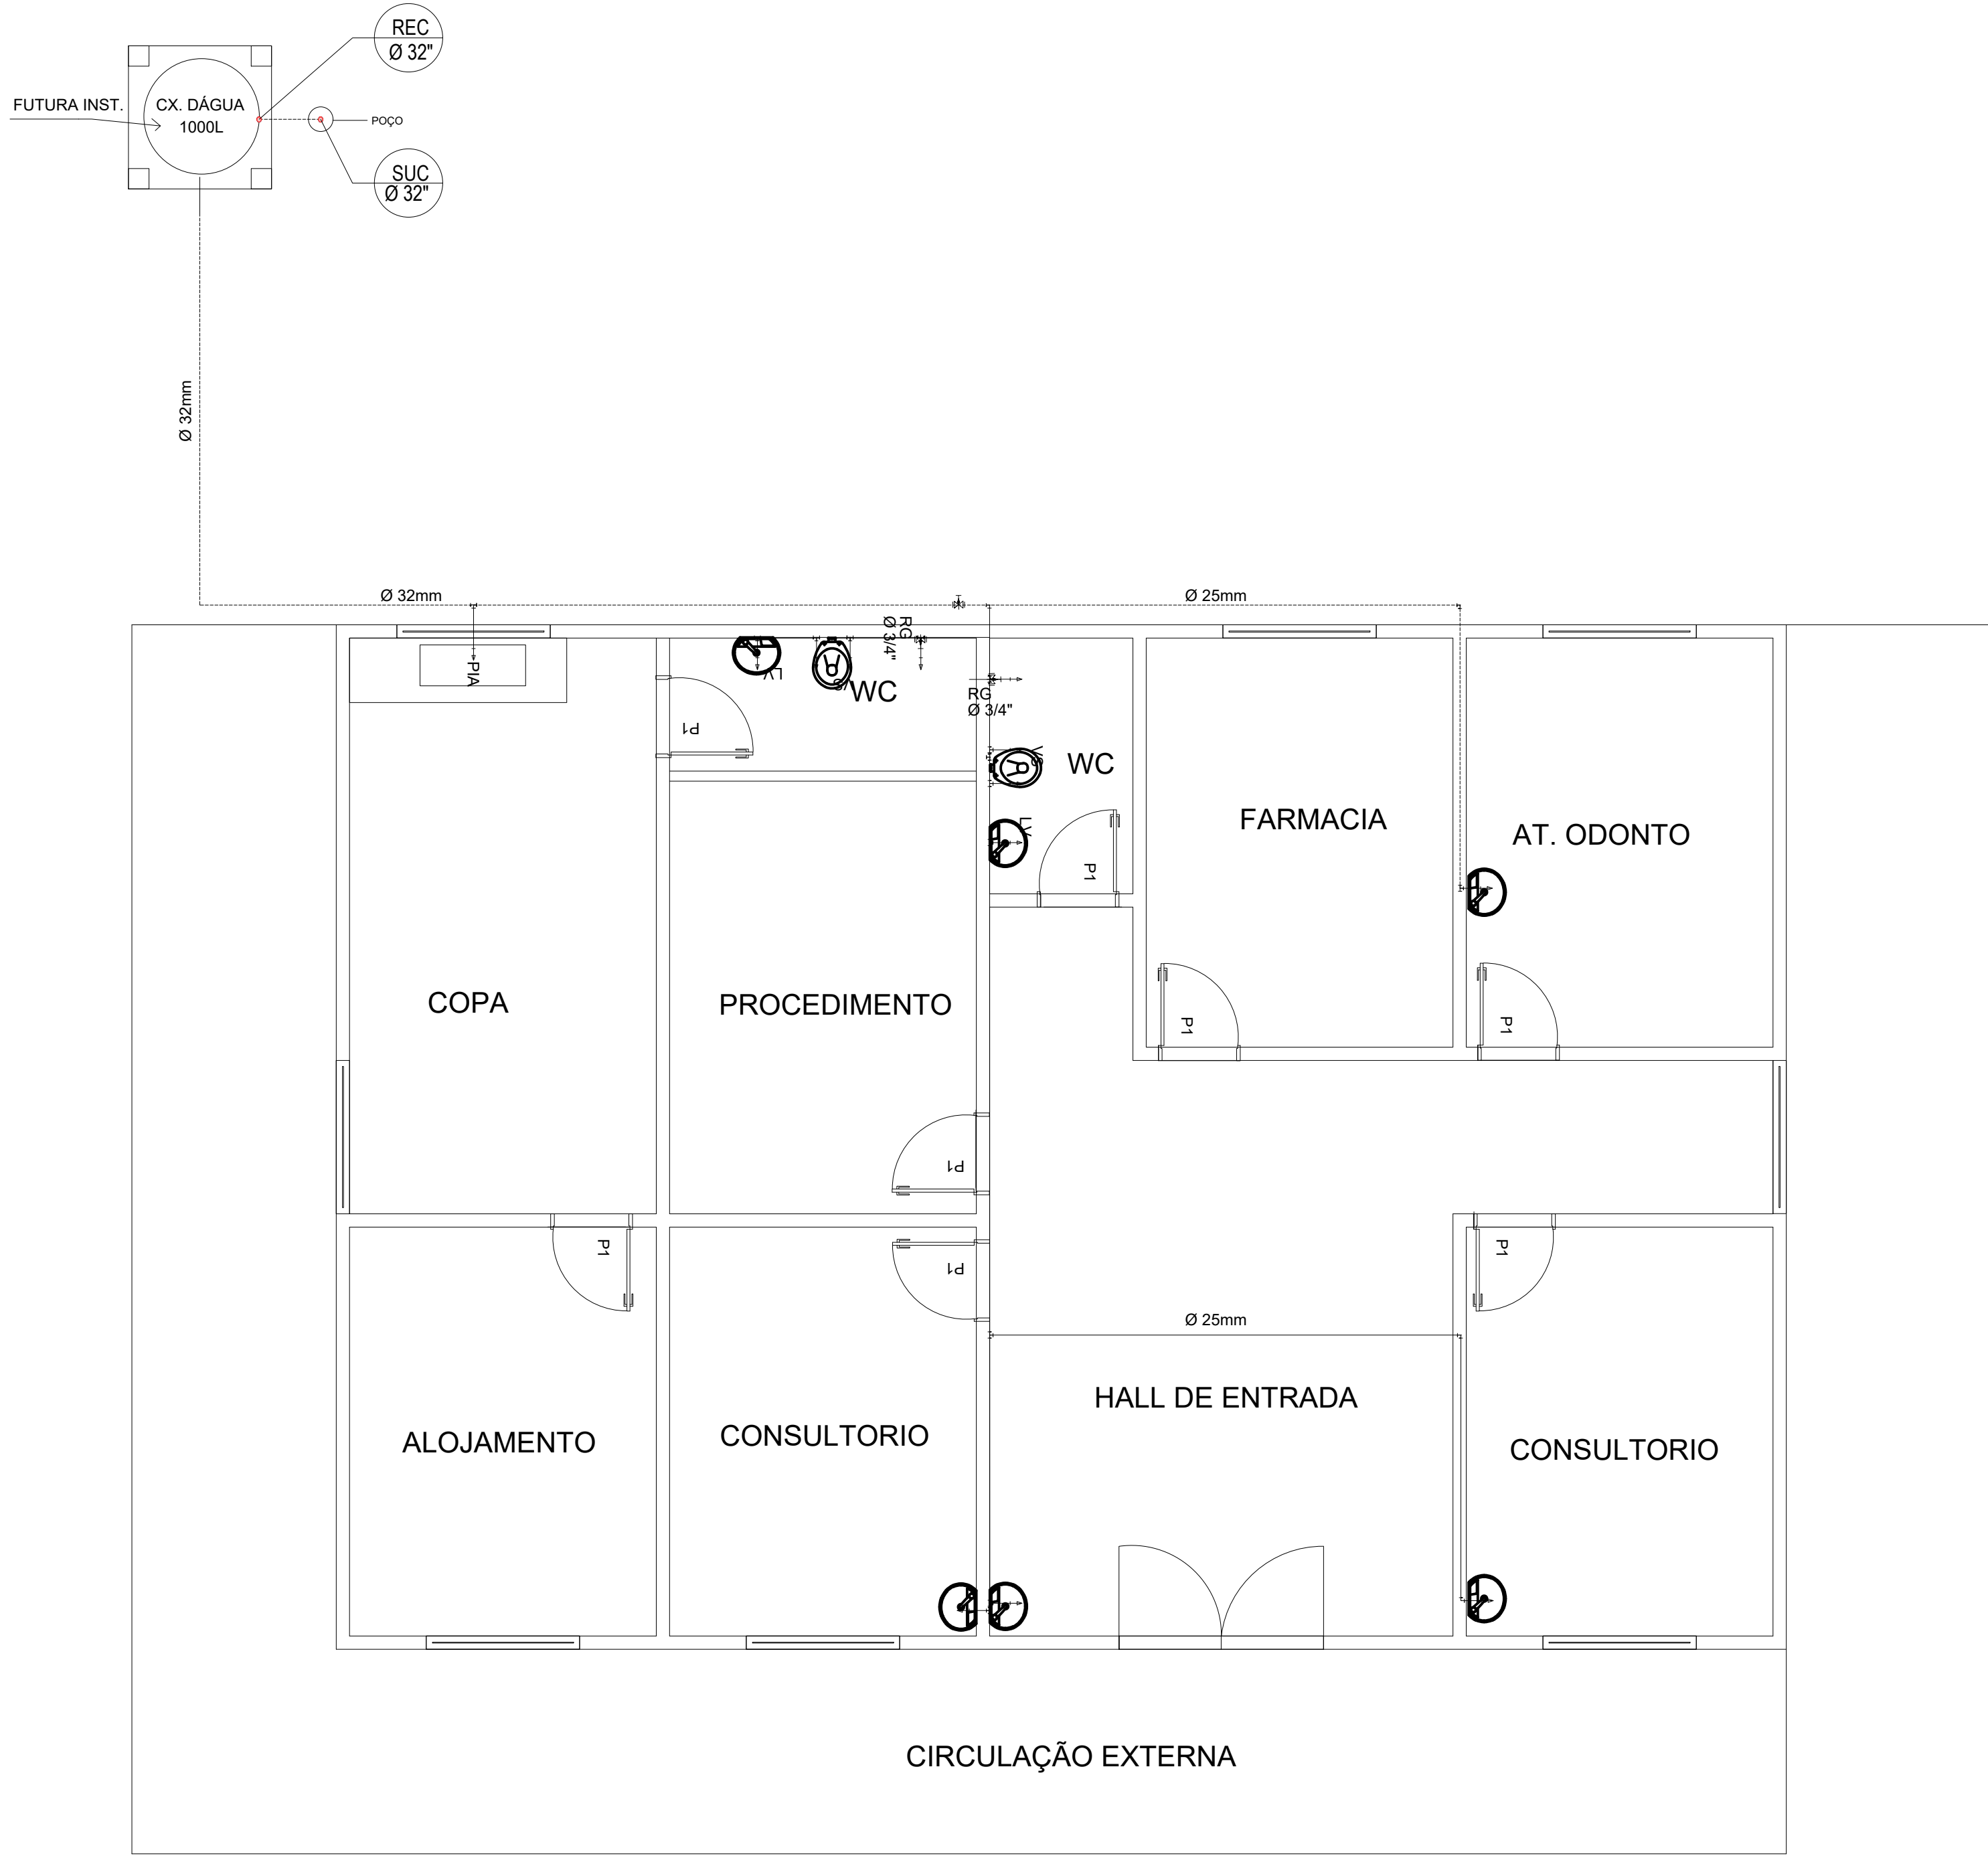 REC
Ø 32"
FUTURA INST.
CX. DÁGUA
1000L
POÇO
SUC
Ø 32"
Ø 32mm
Ø 32mm
Ø 25mm
RG
Ø 3/4"
PIA
LV
VS
WC
RG
Ø 3/4"
P1
VS
WC
LV
P1
FARMACIA
AT. ODONTO
COPA
PROCEDIMENTO
P1
P1
P1
P1
P1
P1
Ø 25mm
HALL DE ENTRADA
ALOJAMENTO
CONSULTORIO
CONSULTORIO
CIRCULAÇÃO EXTERNA